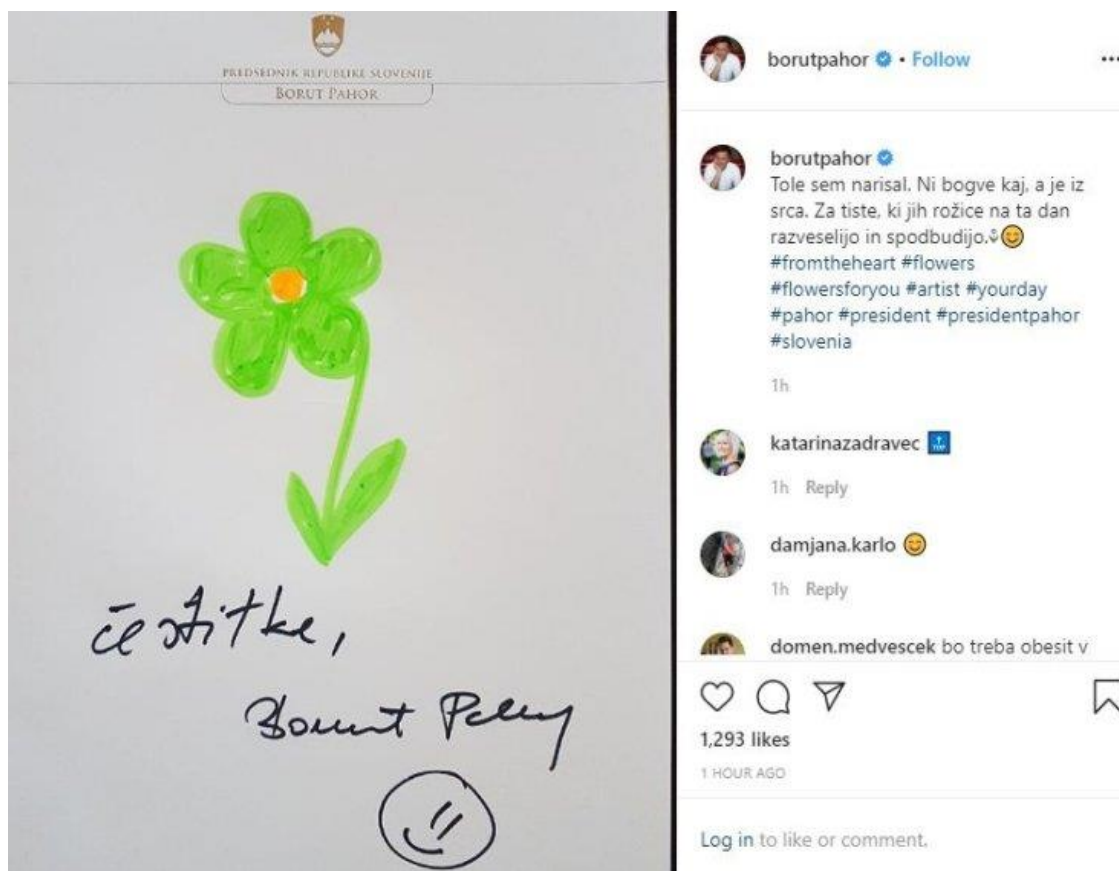 PREDSEDNIK REPUBLIKE SLOVENIJE
BORUT PAHOR
čestitke,
Borut Pahor
borutpahor • Follow
borutpahor
Tole sem narisal. Ni bogve kaj, a je iz
srca. Za tiste, ki jih rožice na ta dan
razveselijo in spodbudijo.
#fromtheheart #flowers
#flowersforyou #artist #yourday
#pahor #president #presidentpahor
#slovenia
1h
katarinazadravec
1h Reply
damjana.karlo
1h Reply
domen.medvescek bo treba obesit v
1,293 likes
1 HOUR AGO
Log in to like or comment.